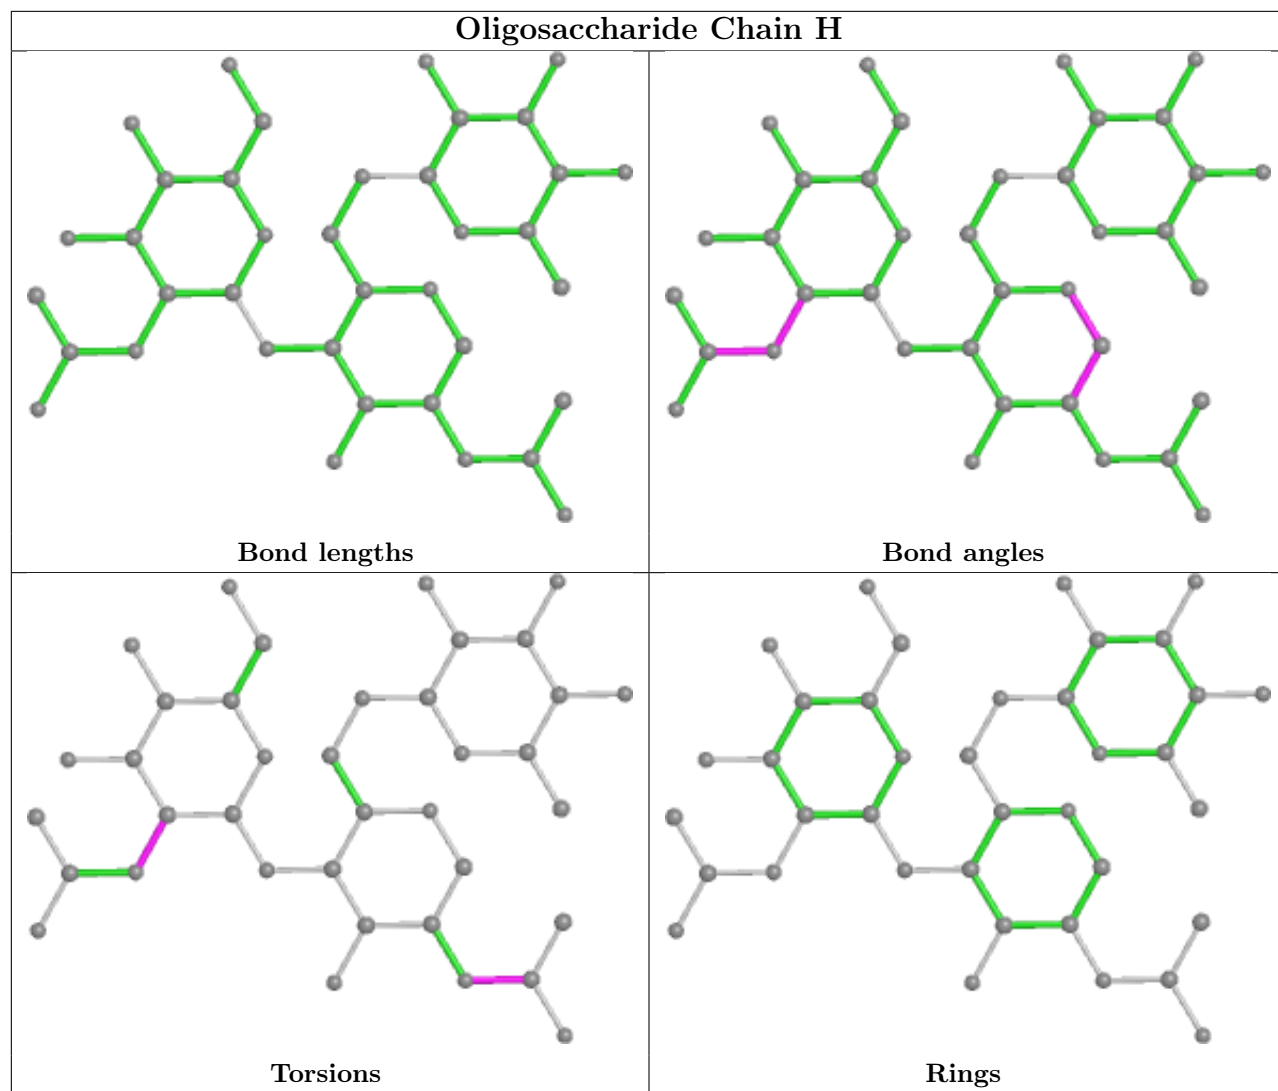 Oligosaccharide Chain H
Bond lengths
Bond angles
Torsions
Rings